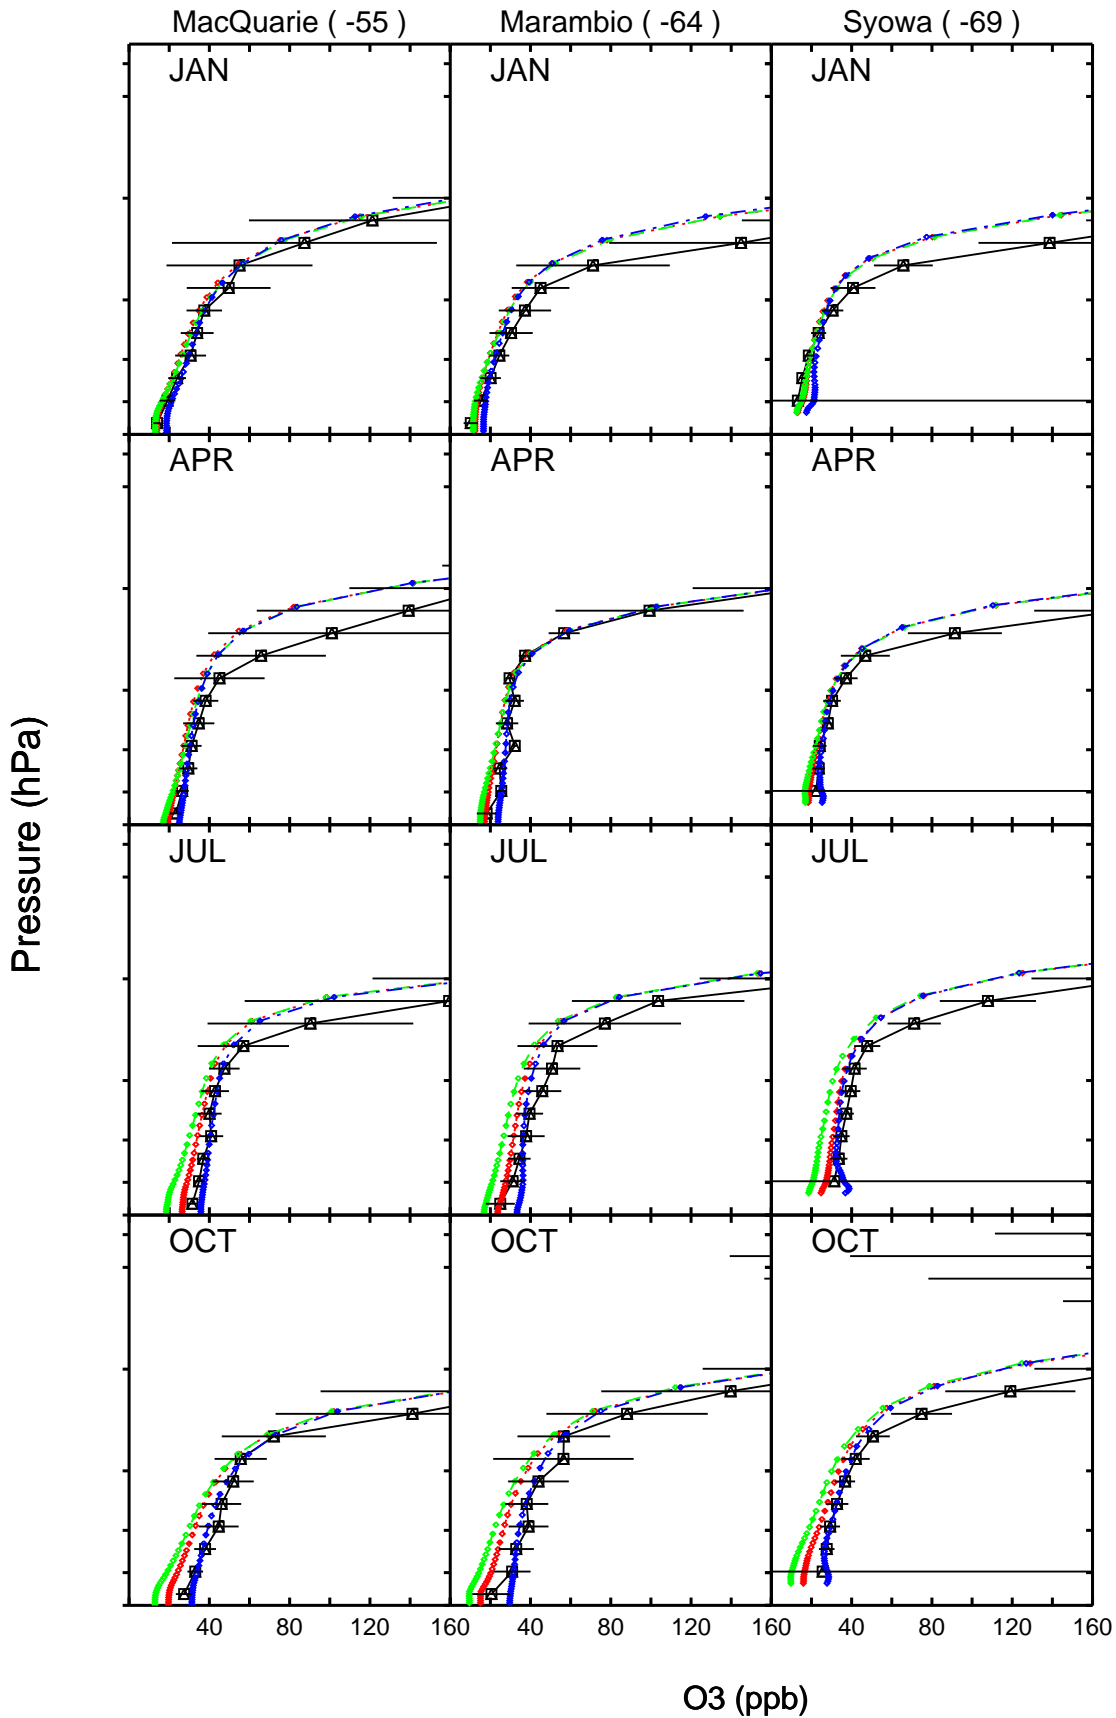 MacQuarie ( -55 ) Marambio ( -64 ) Syowa ( -69 )
JAN JAN JAN
APR APR APR
JUL JUL JUL
OCT OCT OCT
Pressure (hPa)
40 80 120 160 40 80 120 160 40 80 120 160
O3 (ppb)